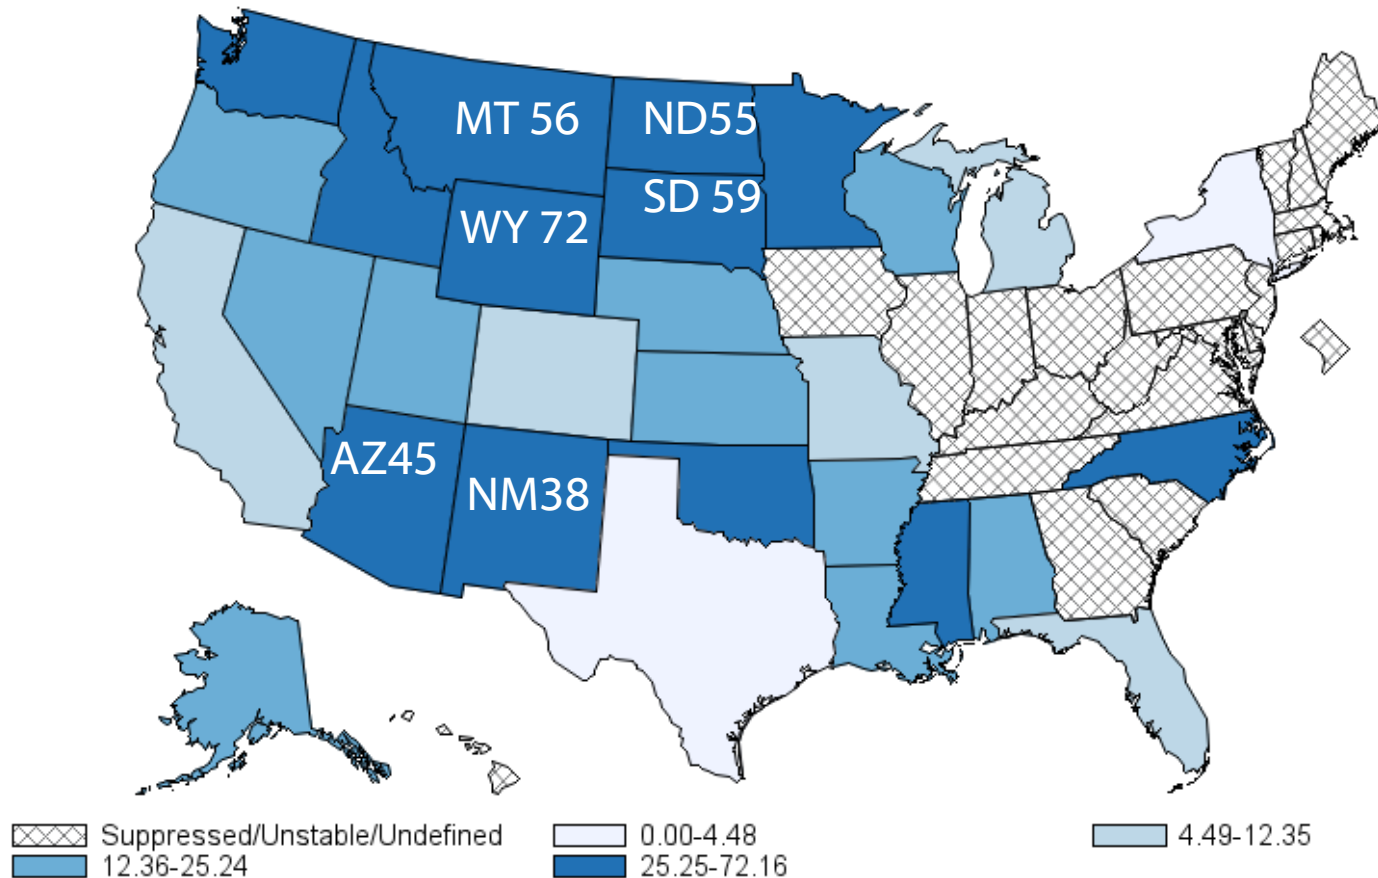 MT 56
ND55
SD 59
WY 72
AZ45
NM38
Suppressed/Unstable/Undefined
0.00-4.48
4.49-12.35
12.36-25.24
25.25-72.16